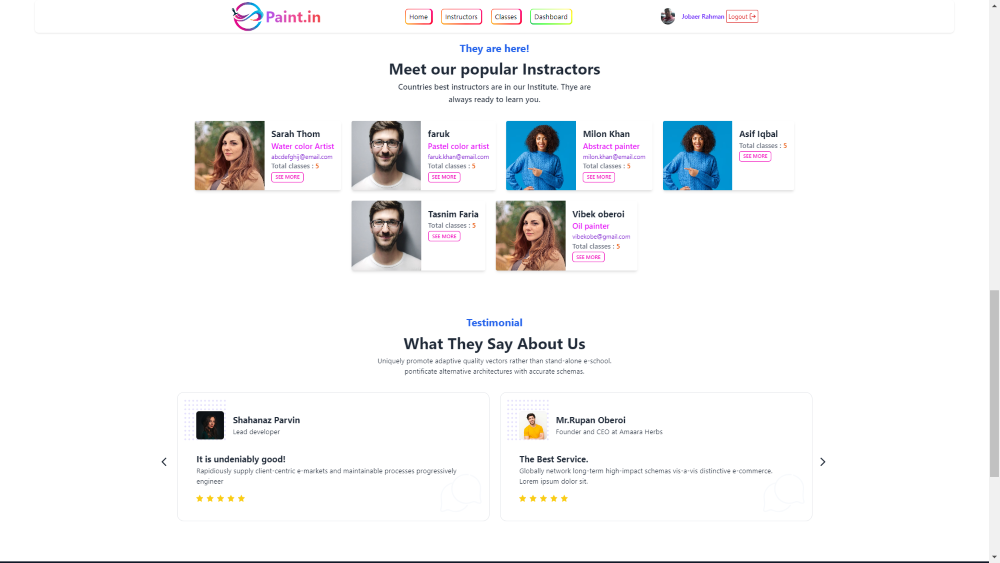 Paint.in
Home
Instructors
Classes
Dashboard
Jobaer Rahman
Logout
They are here!
Meet our popular Instractors
Countries best instructors are in our Institute. Thye are
always ready to learn you.
Sarah Thom
Water color Artist
abcdefghij@email.com
Total classes : 5
SEE MORE
faruk
Pastel color artist
faruk.khan@email.com
Total classes : 5
SEE MORE
Milon Khan
Abstract painter
milon.khan@email.com
Total classes : 5
SEE MORE
Asif Iqbal
Total classes : 5
SEE MORE
Tasnim Faria
Total classes : 5
SEE MORE
Vibek oberoi
Oil painter
vibekobe@gmail.com
Total classes : 5
SEE MORE
Testimonial
What They Say About Us
Uniquely promote adaptive quality vectors rather than stand-alone e-school.
pontificate alternative architectures with accurate schemas.
Shahanaz Parvin
Lead developer
It is undeniably good!
Rapidiously supply client-centric e-markets and maintainable processes progressively
engineer
Mr.Rupan Oberoi
Founder and CEO at Amaara Herbs
The Best Service.
Globally network long-term high-impact schemas vis-a-vis distinctive e-commerce.
Lorem ipsum dolor sit.